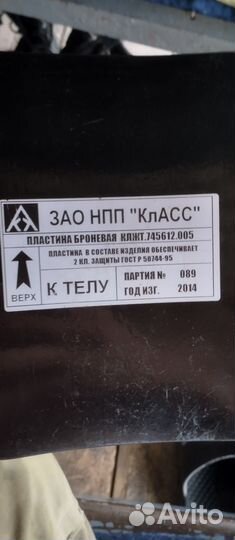 ЗАО НПП "КлАСС"
ПЛАСТИНА БРОНЕВАЯ КЛЖТ.745612.005
ПЛАСТИНА В СОСТАВЕ ИЗДЕЛИЯ ОБЕСПЕЧИВАЕТ
2 КЛ. ЗАЩИТЫ ГОСТ Р 50744-95
ВЕРХ
К ТЕЛУ
ПАРТИЯ № 089
ГОД ИЗГ. 2014
Avito